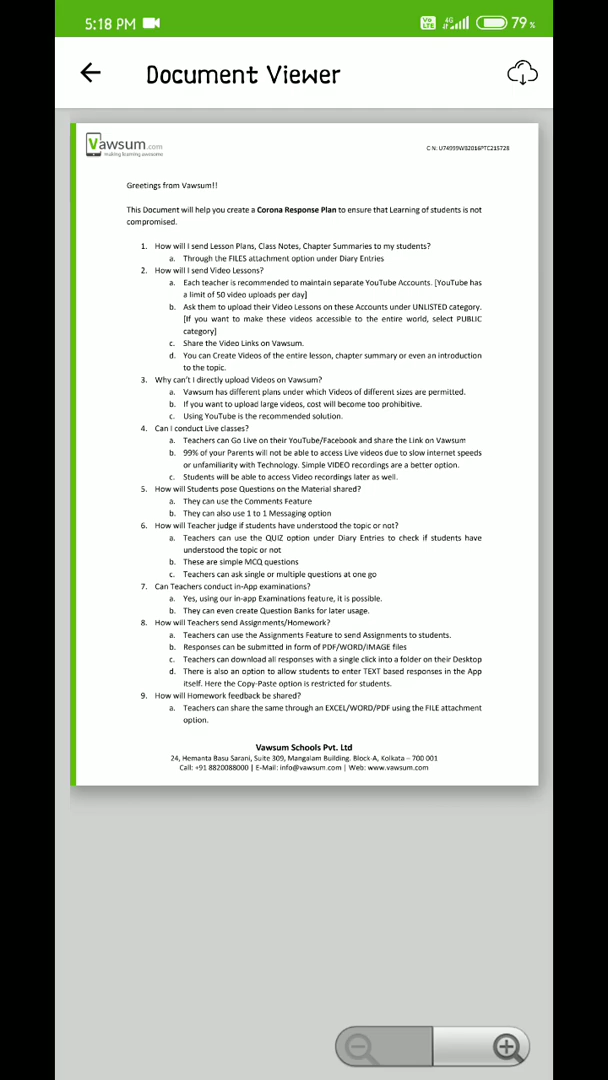 5:18 PM
Vo LTE 4G 79 %
Document Viewer
Vawsum.com
making learning awesome
Greetings from Vawsum!!
This Document will help you create a Corona Response Plan to ensure that Learning of students is not
compromised.
1. How will I send Lesson Plans, Class Notes, Chapter Summaries to my students?
a. Through the FILES attachment option under Diary Entries
2. How will I send Video Lessons?
a. Each teacher is recommended to maintain separate YouTube Accounts. [YouTube has
a limit of 50 video uploads per day]
b. Ask them to upload their Video Lessons on these Accounts under UNLISTED category.
[If you want to make these videos accessible to the entire world, select PUBLIC
category]
c. Share the Video Links on Vawsum.
d. You can Create Videos of the entire lesson, chapter summary or even an introduction
to the topic.
3. Why can't I directly upload Videos on Vawsum?
a. Vawsum has different plans under which Videos of different sizes are permitted.
b. If you want to upload large videos, cost will become too prohibitive.
c. Using YouTube is the recommended solution.
4. Can I conduct Live classes?
a. Teachers can Go Live on their YouTube/Facebook and share the Link on Vawsum
b. 99% of your Parents will not be able to access Live videos due to slow internet speeds
or unfamiliarity with Technology. Simple VIDEO recordings are a better option.
c. Students will be able to access Video recordings later as well.
5. How will Students pose Questions on the Material shared?
a. They can use the Comments Feature
b. They can also use 1 to 1 Messaging option
6. How will Teacher judge if students have understood the topic or not?
a. Teachers can use the QUIZ option under Diary Entries to check if students have
understood the topic or not
b. These are simple MCQ questions
c. Teachers can ask single or multiple questions at one go
7. Can Teachers conduct in-App examinations?
a. Yes, using our in-app Examinations feature, it is possible.
b. They can even create Question Banks for later usage.
8. How will Teachers send Assignments/Homework?
a. Teachers can use the Assignments Feature to send Assignments to students.
b. Responses can be submitted in form of PDF/WORD/IMAGE files
c. Teachers can download all responses with a single click into a folder on their Desktop
d. There is also an option to allow students to enter TEXT based responses in the App
itself. Here the Copy-Paste option is restricted for students.
9. How will Homework feedback be shared?
a. Teachers can share the same through an EXCEL/WORD/PDF using the FILE attachment
option.
Vawsum Schools Pvt. Ltd
24, Hemanta Basu Sarani, Suite 309, Mangalam Building. Block-A, Kolkata – 700 001
Call: +91 8820088000 | E-Mail: info@vawsum.com | Web: www.vawsum.com